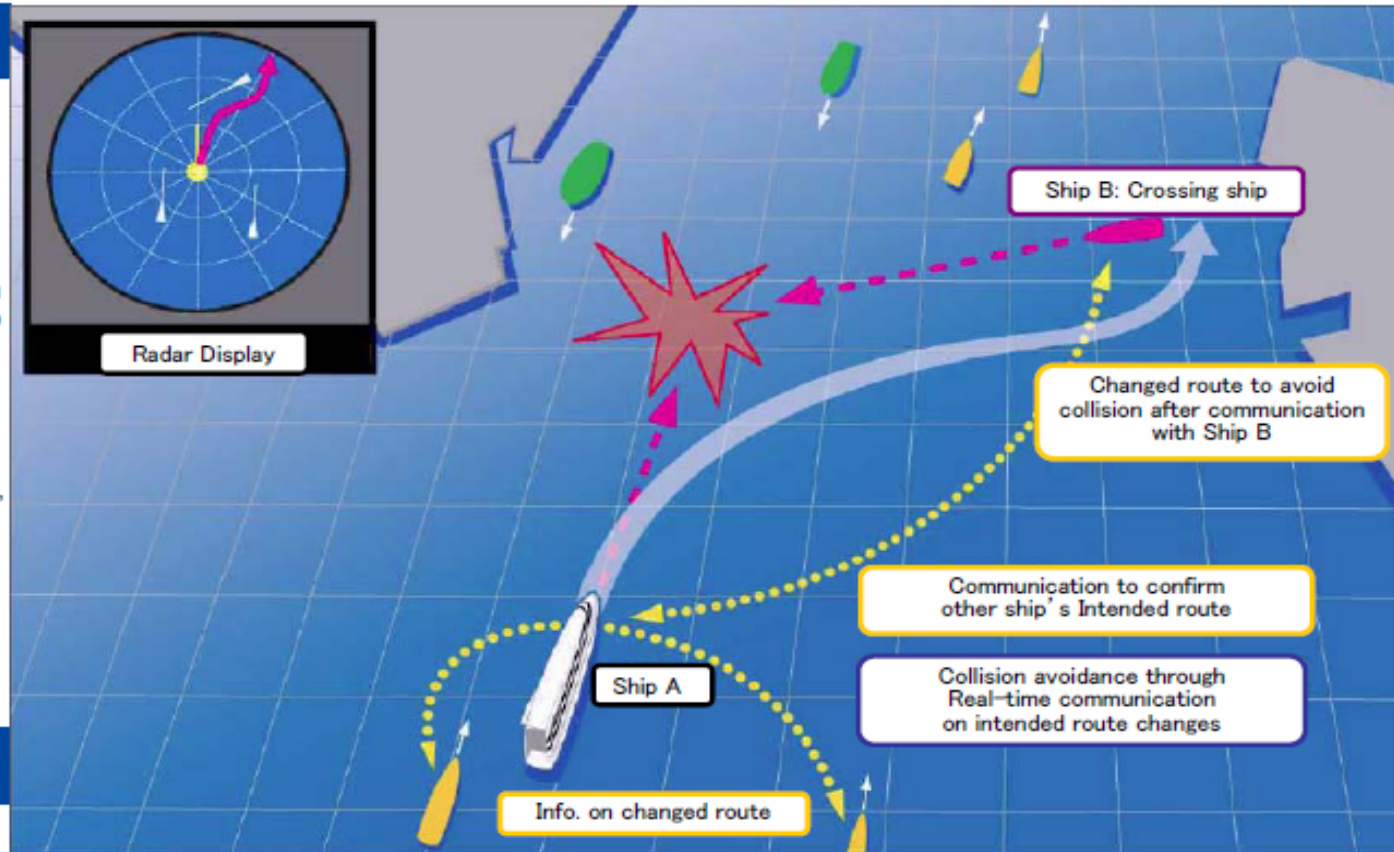 Radar Display
Ship B: Crossing ship
Changed route to avoid
collision after communication
with Ship B
Communication to confirm
other ship's Intended route
Ship A
Collision avoidance through
Real-time communication
on intended route changes
Info. on changed route